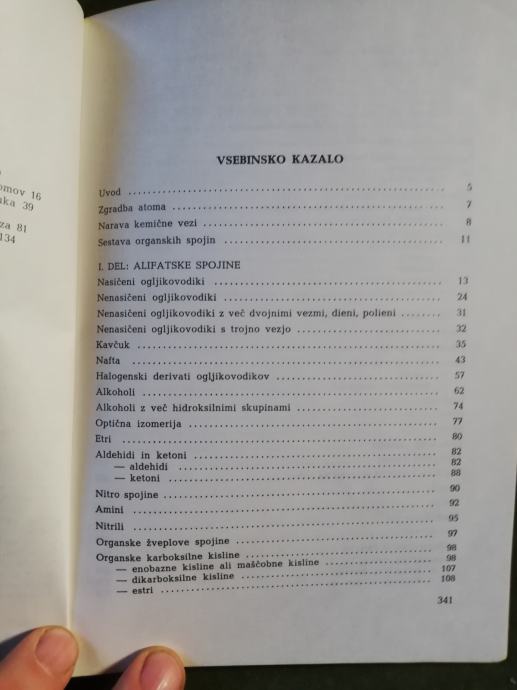 omov 16
uka 39
za 81
134
VSEBINSKO KAZALO
Uvod 5
Zgradba atoma 7
Narava kemične vezi 8
Sestava organskih spojin 11
I. DEL: ALIFATSKE SPOJINE
Nasičeni ogljikovodiki 13
Nenasičeni ogljikovodiki 24
Nenasičeni ogljikovodiki z več dvojnimi vezmi, dieni, polieni 31
Nenasičeni ogljikovodiki s trojno vezjo 32
Kavčuk 35
Nafta 43
Halogenski derivati ogljikovodikov 57
Alkoholi 62
Alkoholi z več hidroksilnimi skupinami 74
Optična izomerija 77
Etri 80
Aldehidi in ketoni 82
— aldehidi 82
— ketoni 88
Nitro spojine 90
Amini 92
Nitrili 95
Organske žveplove spojine 97
Organske karboksilne kisline 98
— enobazne kisline ali maščobne kisline 98
— dikarboksilne kisline 107
— estri 108
341